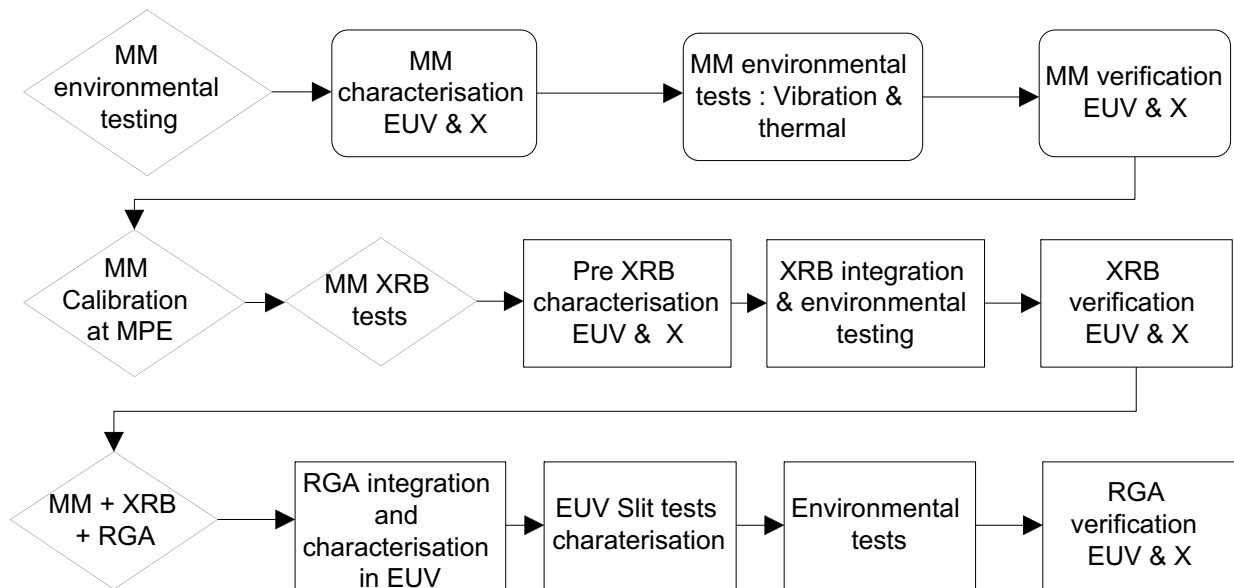 MM
environmental
testing
MM
characterisation
EUV & X
MM environmental
tests : Vibration &
thermal
MM verification
EUV & X
MM
Calibration
at MPE
MM XRB
tests
Pre XRB
characterisation
EUV & X
XRB integration
& environmental
testing
XRB
verification
EUV & X
MM + XRB
+ RGA
RGA integration
and
characterisation
in EUV
EUV Slit tests
charaterisation
Environmental
tests
RGA
verification
EUV & X